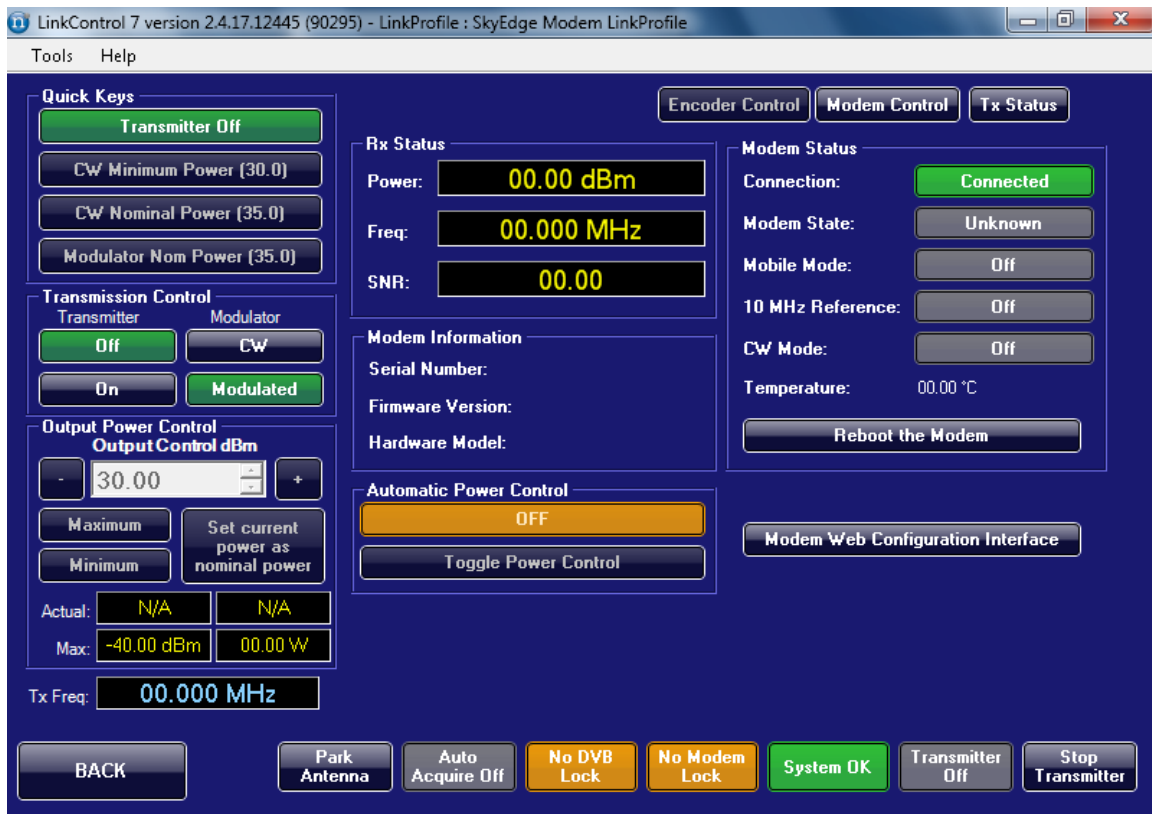 LinkControl 7 version 2.4.17.12445 (90295) - LinkProfile : SkyEdge Modem LinkProfile
Tools Help
Encoder Control Modem Control Tx Status
Quick Keys
Transmitter Off
CW Minimum Power (30.0)
CW Nominal Power (35.0)
Modulator Nom Power (35.0)
Transmission Control
Transmitter Modulator
Off CW
On Modulated
Output Power Control
Output Control dBm
- 30.00 +
Maximum
Minimum
Set current
power as
nominal power
Actual: N/A N/A
Max: -40.00 dBm 00.00 W
Tx Freq: 00.000 MHz
Rx Status
Power: 00.00 dBm
Freq: 00.000 MHz
SNR: 00.00
Modem Information
Serial Number:
Firmware Version:
Hardware Model:
Automatic Power Control
OFF
Toggle Power Control
Modem Status
Connection: Connected
Modem State: Unknown
Mobile Mode: Off
10 MHz Reference: Off
CW Mode: Off
Temperature: 00.00 °C
Reboot the Modem
Modem Web Configuration Interface
BACK
Park
Antenna
Auto
Acquire Off
No DVB
Lock
No Modem
Lock
System OK
Transmitter
Off
Stop
Transmitter